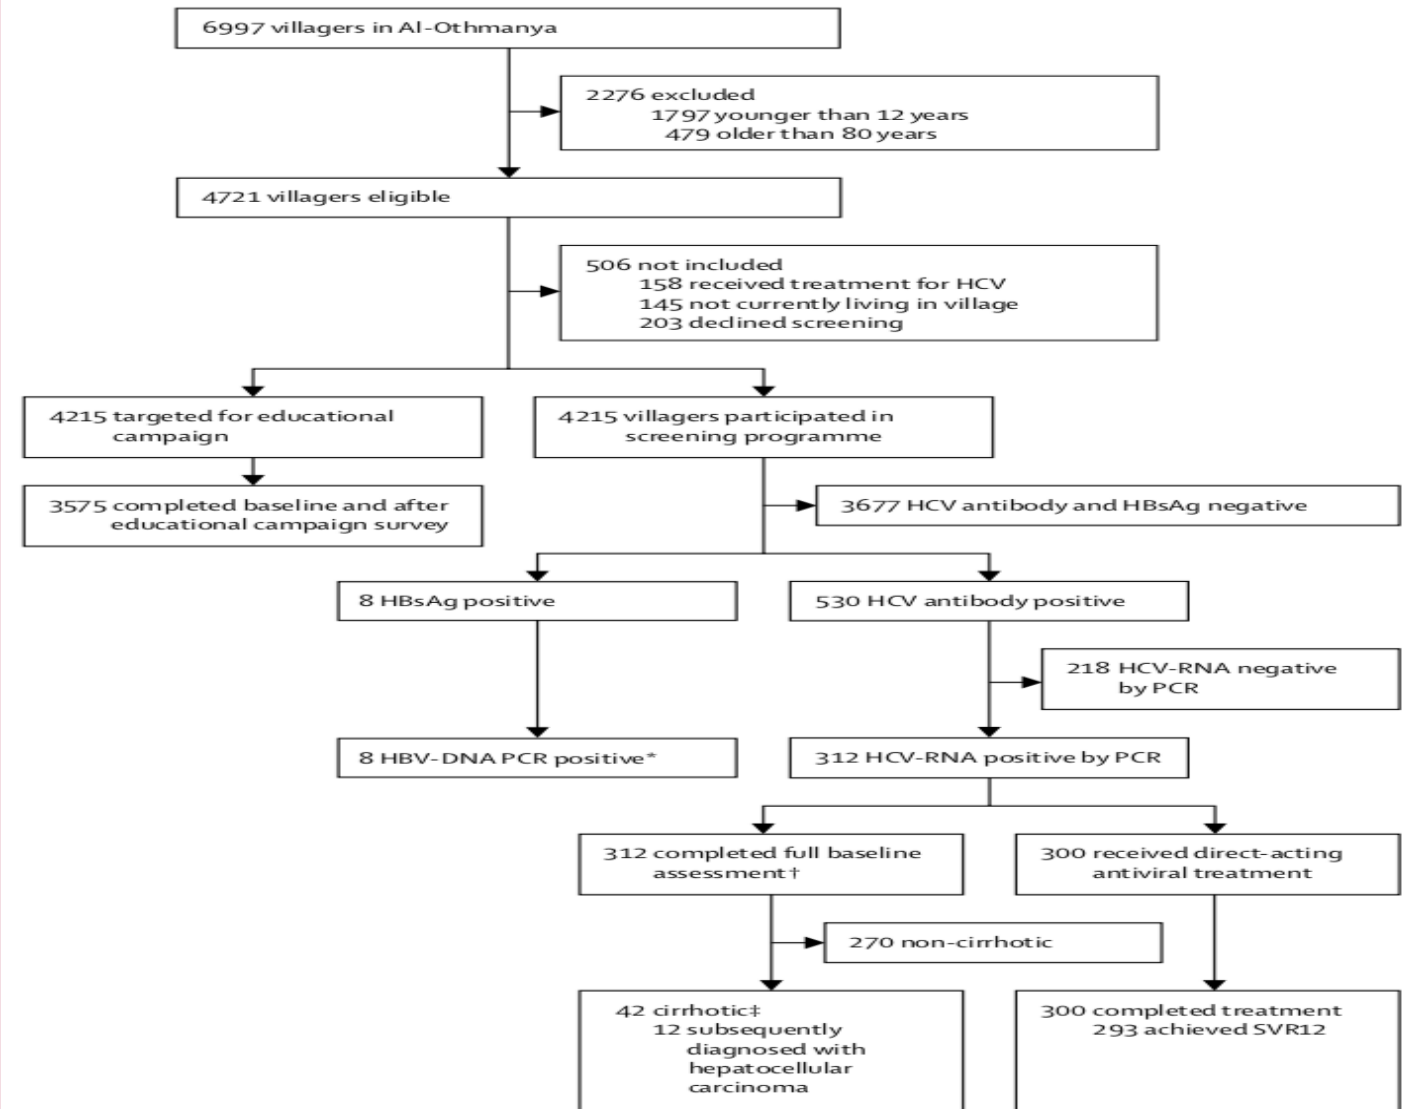 6997 villagers in Al-Othmanya
2276 excluded
1797 younger than 12 years
479 older than 80 years
4721 villagers eligible
506 not included
158 received treatment for HCV
145 not currently living in village
203 declined screening
4215 targeted for educational
campaign
4215 villagers participated in
screening programme
3575 completed baseline and after
educational campaign survey
3677 HCV antibody and HBsAg negative
8 HBsAg positive
530 HCV antibody positive
218 HCV-RNA negative
by PCR
8 HBV-DNA PCR positive*
312 HCV-RNA positive by PCR
312 completed full baseline
assessment†
300 received direct-acting
antiviral treatment
270 non-cirrhotic
42 cirrhotic‡
12 subsequently
diagnosed with
hepatocellular
carcinoma
300 completed treatment
293 achieved SVR12